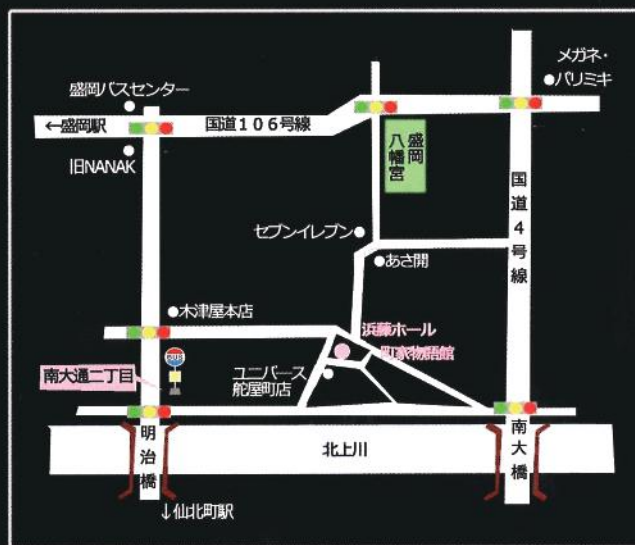 メガネ・
パリミキ
盛岡バスセンター
←盛岡駅
国道106号線
旧NANAK
盛岡
八幡宮
国道4号線
セブンイレブン
あさ開
木津屋本店
浜藤ホール
町家物語館
BUS
南大通二丁目
ユニバース
舵屋町店
明治橋
北上川
南大橋
↓仙北町駅